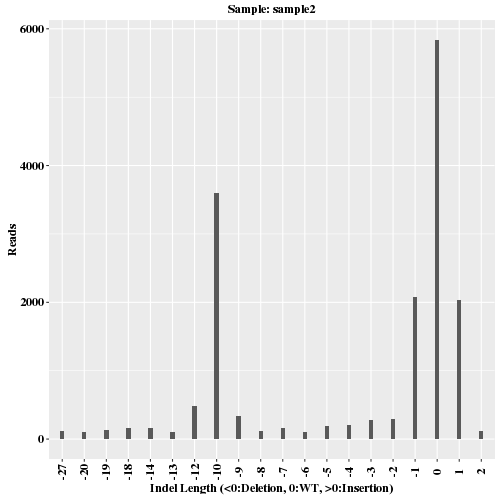 Sample: sample2
6000
4000
2000
0
Reads
-27 -20 -19 -18 -14 -13 -12 -10 -9 -8 -7 -6 -5 -4 -3 -2 -1 0 1 2
Indel Length (<0:Deletion, 0:WT, >0:Insertion)